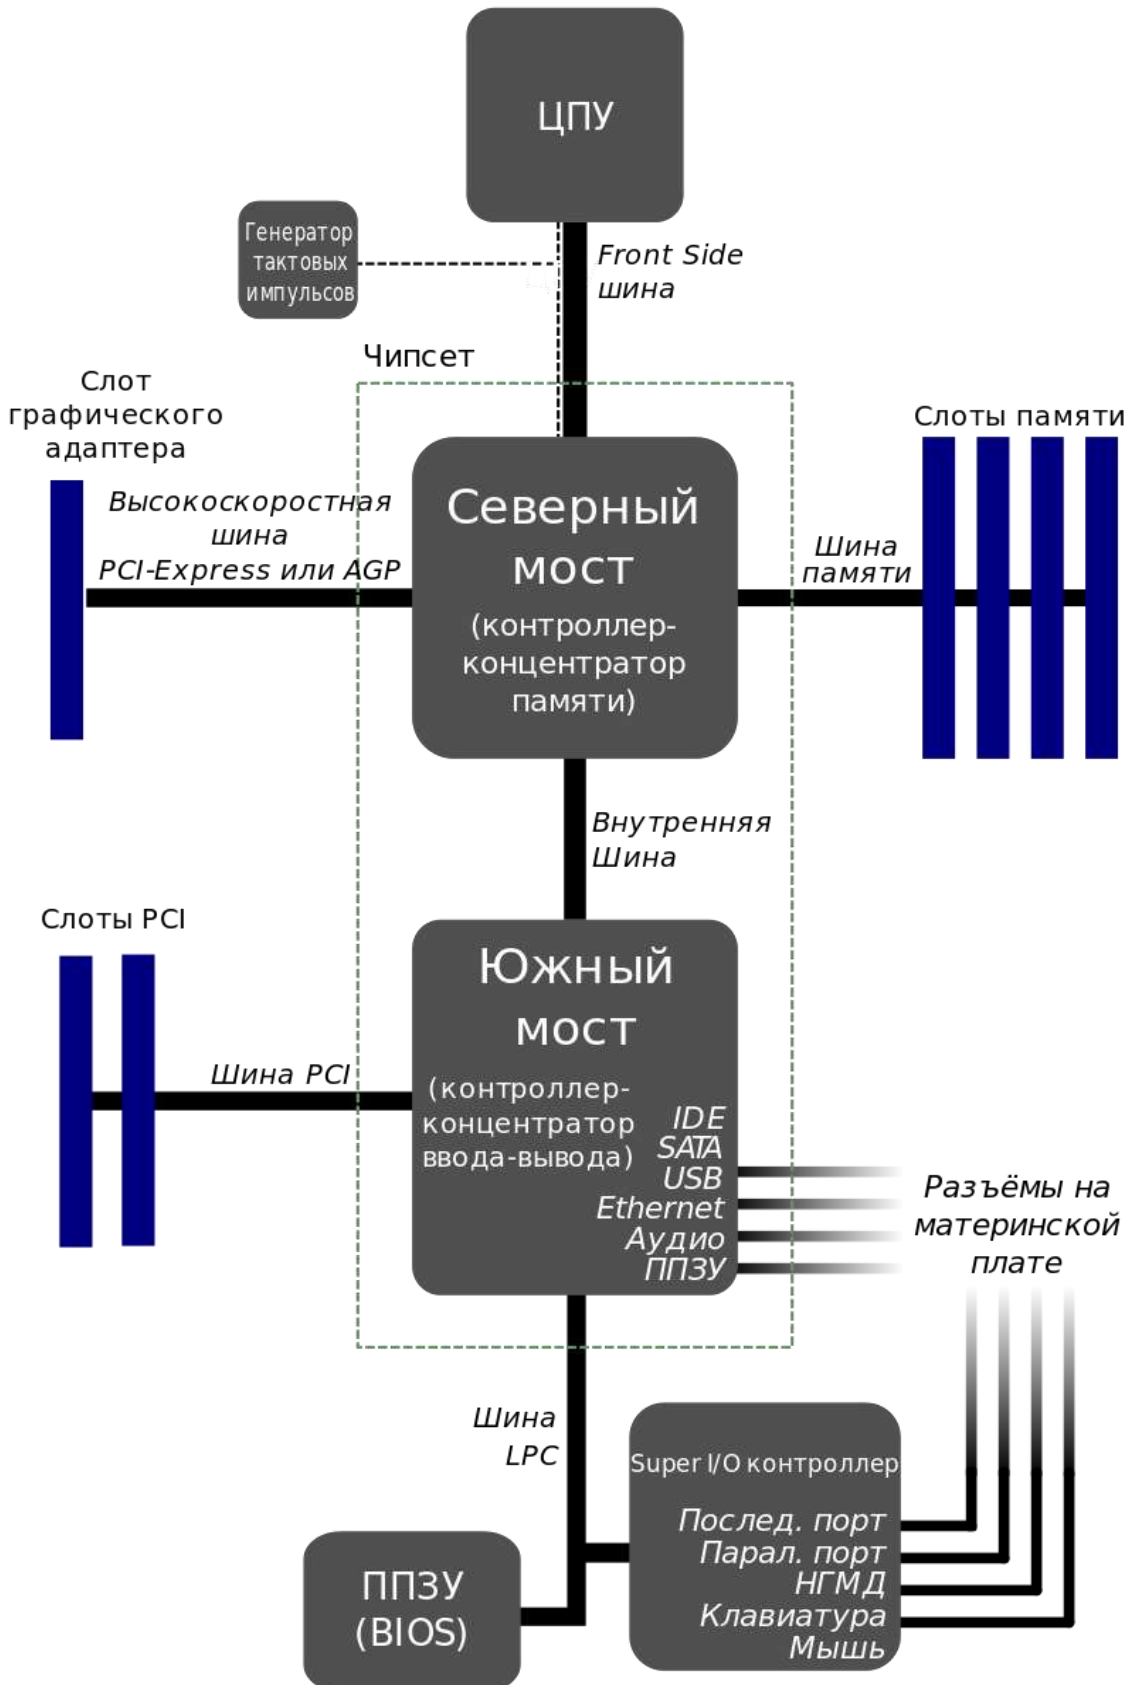 ЦПУ
Генератор
тактовых
импульсов
Front Side
шина
Чипсет
Слот
графического
адаптера
Слоты памяти
Высокоскоростная
шина
PCI-Express или AGP
Северный
мост
(контроллер-
концентратор
памяти)
Шина
памяти
Внутренняя
Шина
Слоты PCI
Южный
мост
(контроллер-
концентратор
ввода-вывода)
Шина PCI
IDE
SATA
USB
Ethernet
Аудио
ППЗУ
Разъёмы на
материнской
плате
Шина
LPC
Super I/O контроллер
Послед. порт
Парал. порт
НГМД
Клавиатура
Мышь
ППЗУ
(BIOS)